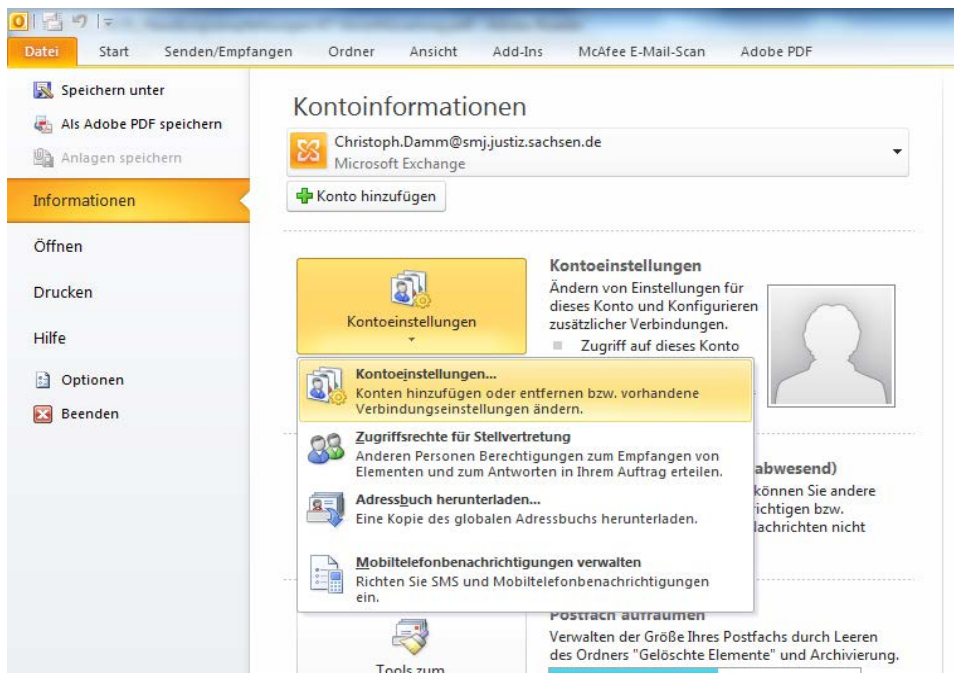 Datei Start Senden/Empfangen Ordner Ansicht Add-Ins McAfee E-Mail-Scan Adobe PDF
Speichern unter
Als Adobe PDF speichern
Anlagen speichern
Informationen
Öffnen
Drucken
Hilfe
Optionen
Beenden
Kontoinformationen
Christoph.Damm@smj.justiz.sachsen.de
Microsoft Exchange
Konto hinzufügen
Kontoeinstellungen
Kontoeinstellungen
Ändern von Einstellungen für
dieses Konto und Konfigurieren
zusätzlicher Verbindungen.
Zugriff auf dieses Konto
Kontoeinstellungen...
Konten hinzufügen oder entfernen bzw. vorhandene
Verbindungseinstellungen ändern.
Zugriffsrechte für Stellvertretung
Anderen Personen Berechtigungen zum Empfangen von
Elementen und zum Antworten in Ihrem Auftrag erteilen.
Adressbuch herunterladen...
Eine Kopie des globalen Adressbuchs herunterladen.
Mobiltelefonbenachrichtigungen verwalten
Richten Sie SMS und Mobiltelefonbenachrichtigungen
ein.
abwesend)
können Sie andere
richtigen bzw.
lachrichten nicht
Tools zum
Postfach aufräumen
Verwalten der Größe Ihres Postfachs durch Leeren
des Ordners "Gelöschte Elemente" und Archivierung.